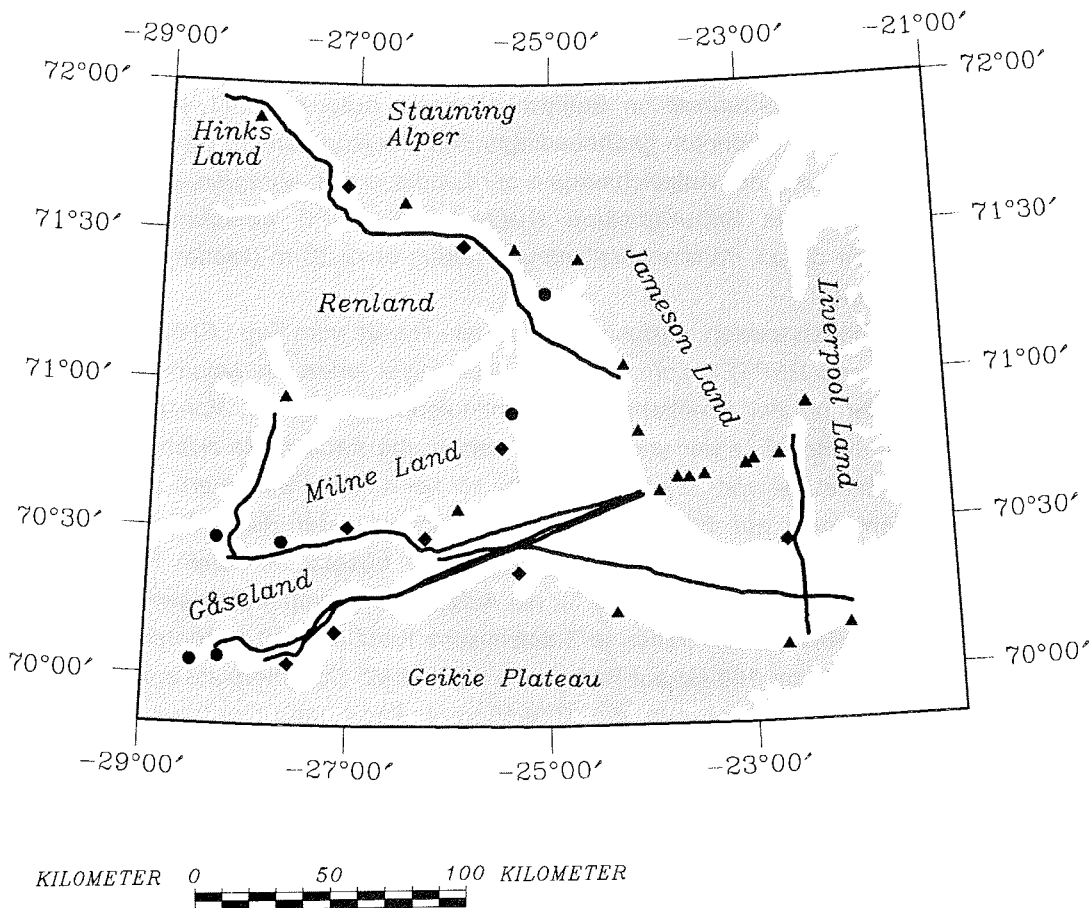 -29°00′ -27°00′ -25°00′ -23°00′ -21°00′
72°00′ 72°00′
Stauning
Alper
Hinks
Land
71°30′ 71°30′
Jameson Land
Liverpool Land
Renland
71°00′ 71°00′
Milne Land
70°30′ 70°30′
Gåseland
70°00′ 70°00′
Geikie Plateau
-29°00′ -27°00′ -25°00′ -23°00′
KILOMETER 0 50 100 KILOMETER